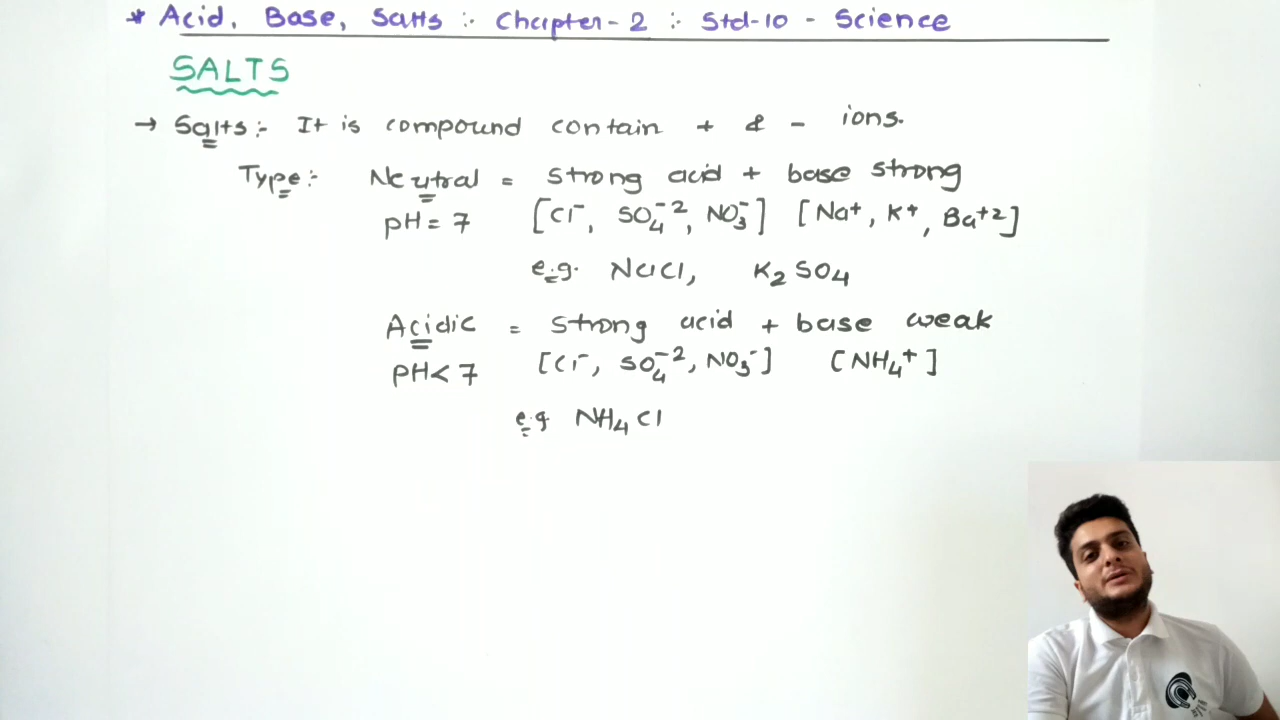 * Acid, Base, Salts :- Chapter-2 :- Std-10 - Science
SALTS
→ Salts :- It is compound contain + & - ions.
Type :- Neutral = strong acid + base strong
pH = 7 [Cl⁻, SO₄⁻², NO₃⁻] [Na⁺, K⁺, Ba⁺²]
e.g. NaCl, K₂SO₄
Acidic = strong acid + base weak
pH < 7 [Cl⁻, SO₄⁻², NO₃⁻] [NH₄⁺]
e.g NH₄Cl